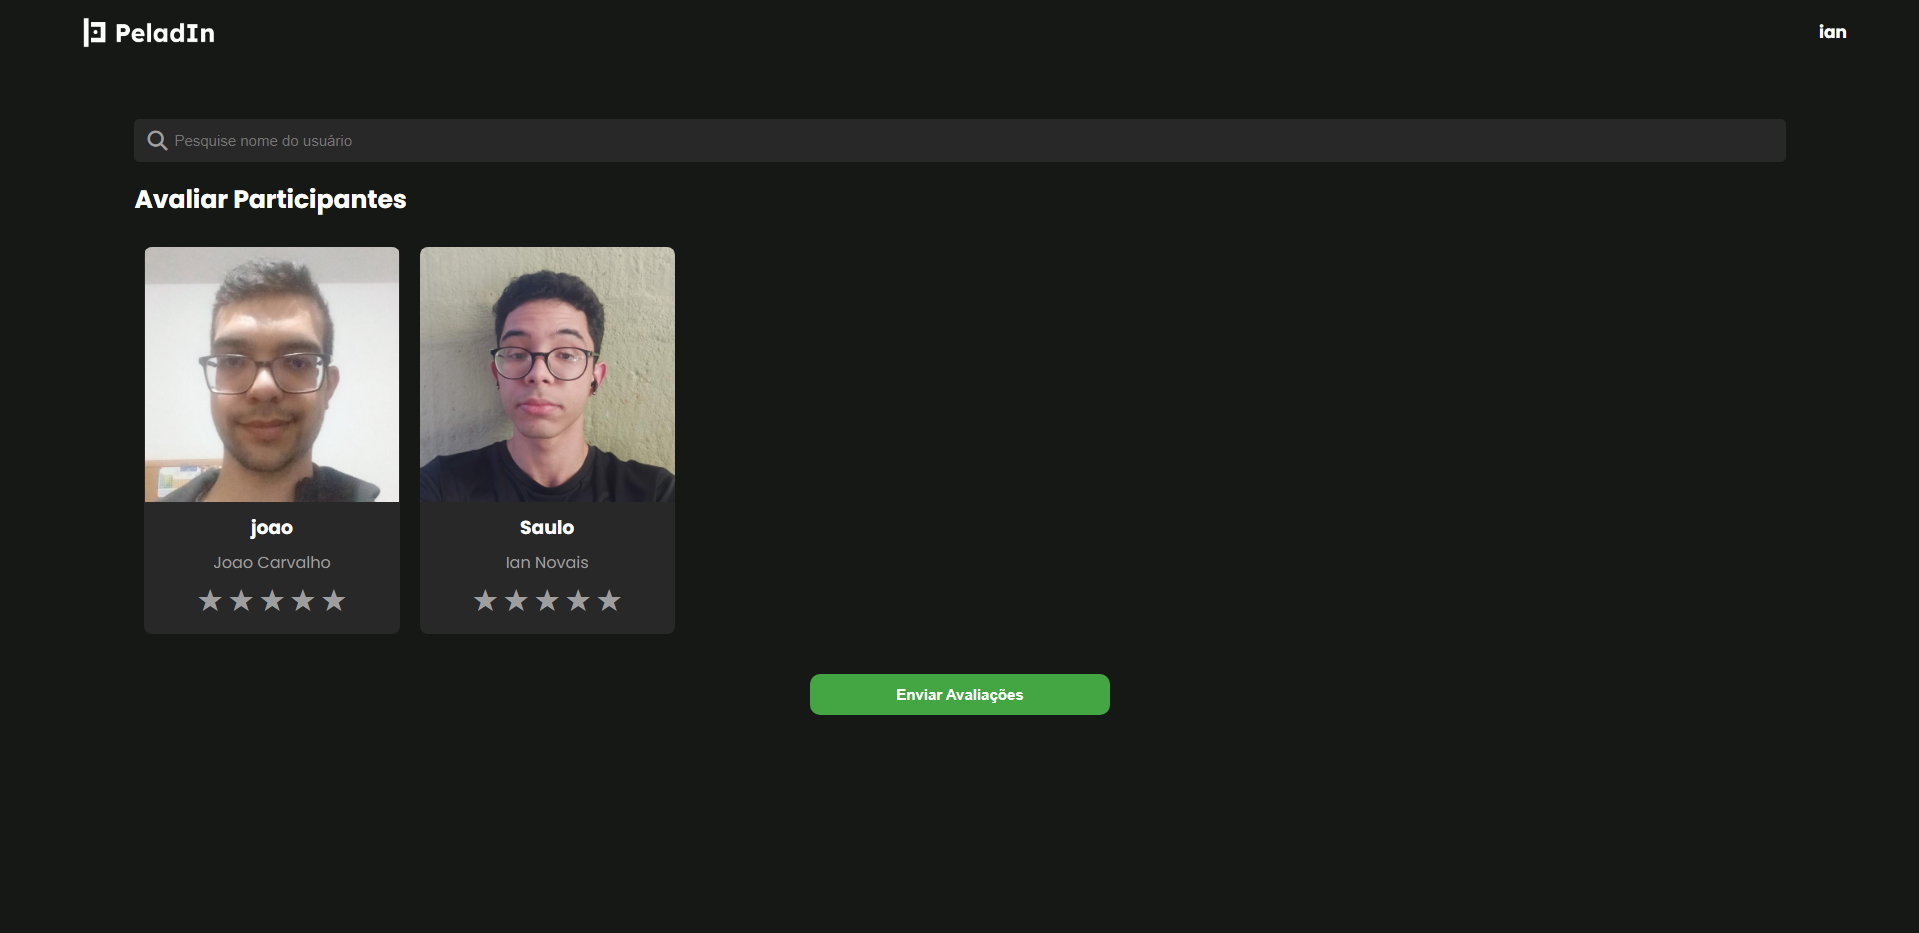 PeladIn
ian
Pesquise nome do usuário
Avaliar Participantes
joao
Joao Carvalho
Saulo
Ian Novais
Enviar Avaliações